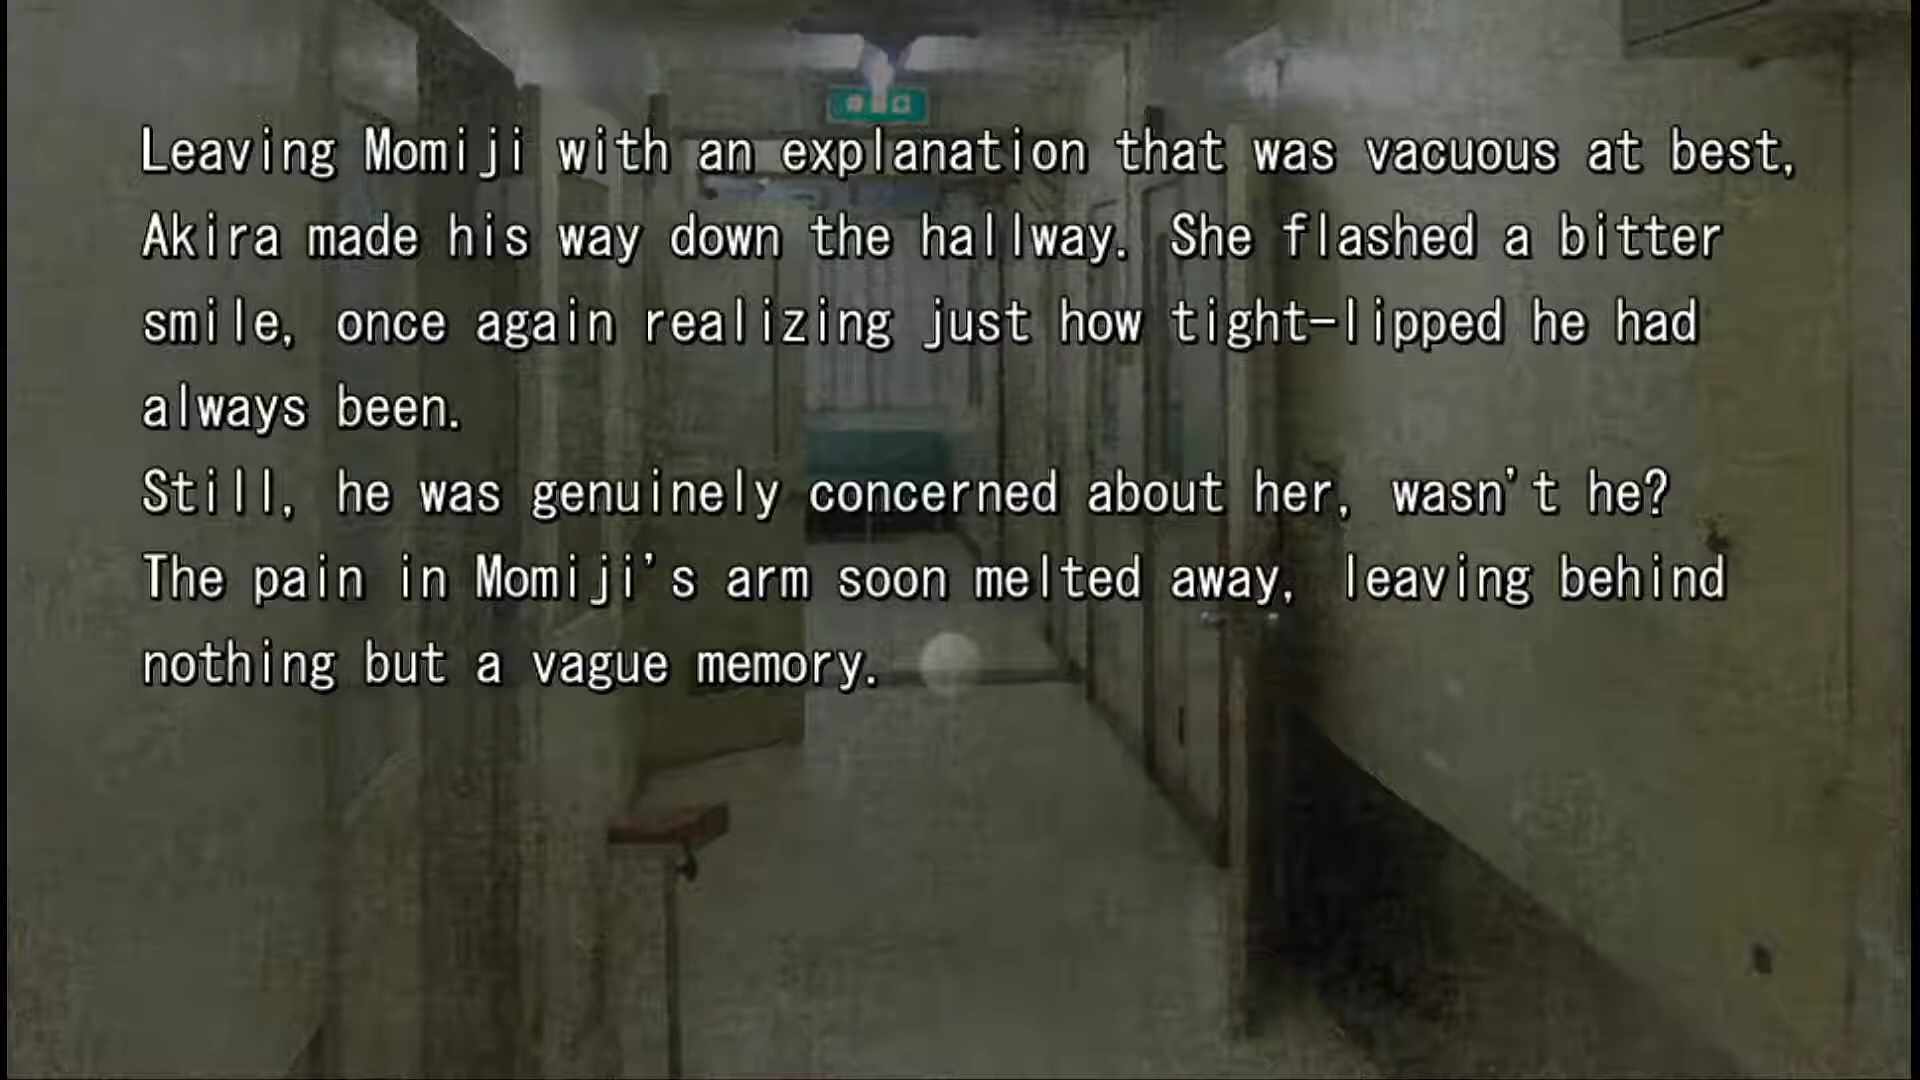 Leaving Momiji with an explanation that was vacuous at best,
Akira made his way down the hallway. She flashed a bitter
smile, once again realizing just how tight-lipped he had
always been.
Still, he was genuinely concerned about her, wasn't he?
The pain in Momiji's arm soon melted away, leaving behind
nothing but a vague memory.